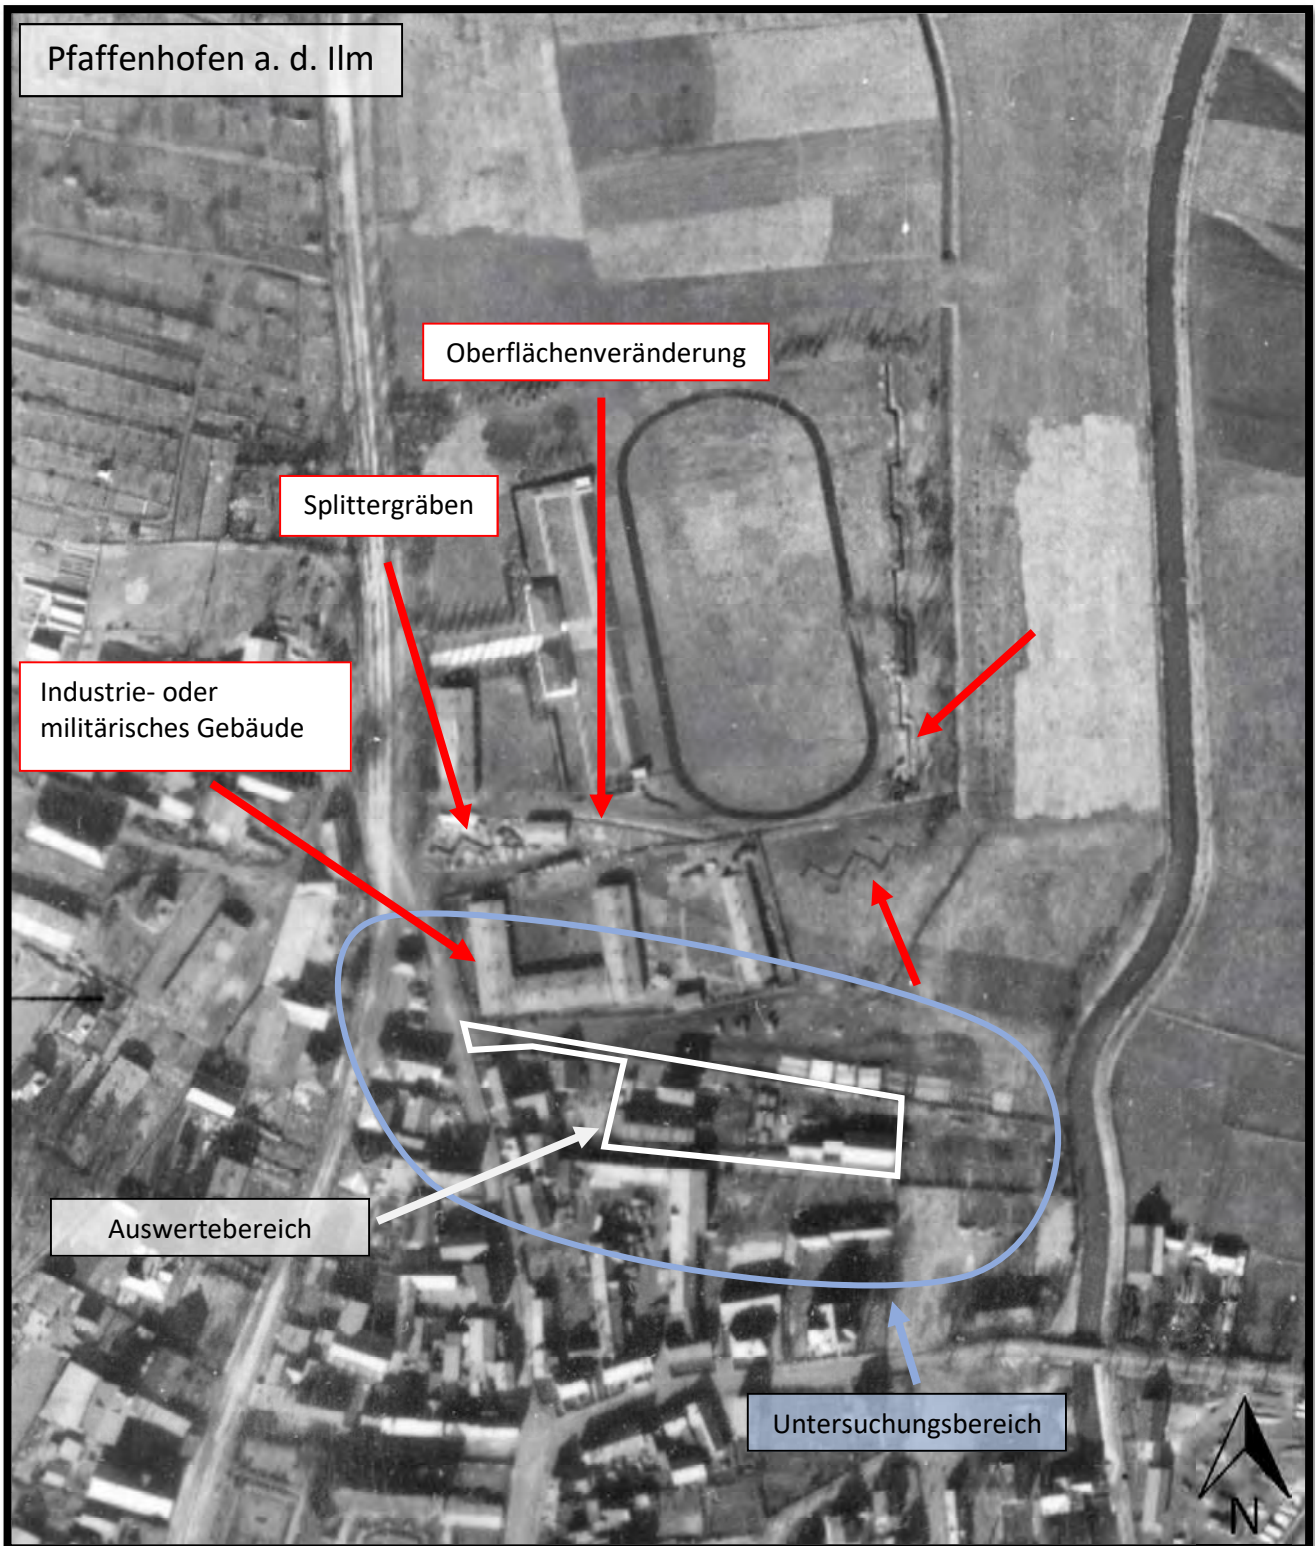 Pfaffenhofen a. d. Ilm
Oberflächenveränderung
Splittergräben
Industrie- oder
militärisches Gebäude
Auswertebereich
Untersuchungsbereich
N